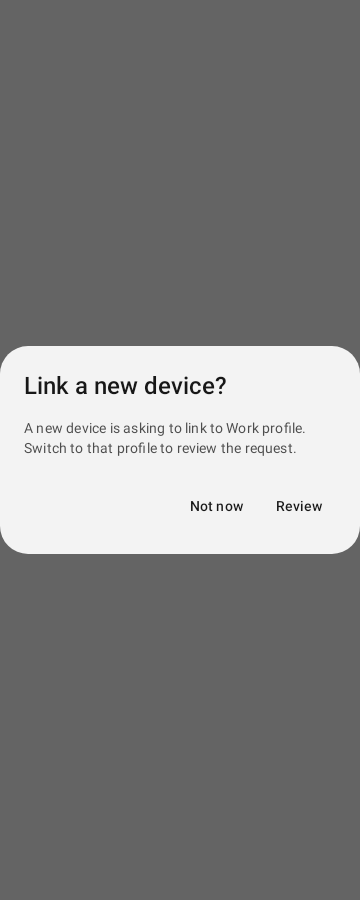 Link a new device?
A new device is asking to link to Work profile.
Switch to that profile to review the request.
Not now
Review